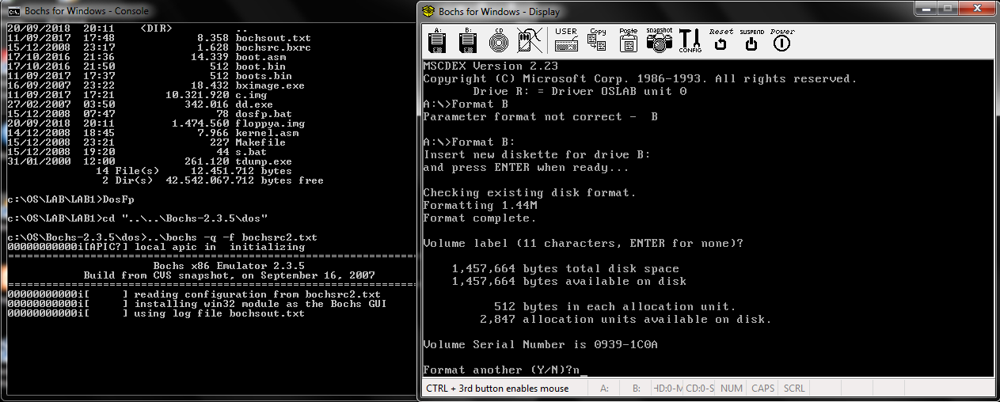 Bochs for Windows - Console
20/09/2018  20:11    <DIR>          ..
11/09/2017  17:48             8.358 bochsout.txt
15/12/2008  23:17             1.628 bochsrc.bxrc
17/10/2016  21:36            14.339 boot.asm
17/10/2016  21:50               512 boot.bin
11/09/2017  17:37               512 boots.bin
16/09/2007  23:22            18.432 bximage.exe
11/09/2017  17:21        10.321.920 c.img
27/02/2007  03:50           342.016 dd.exe
15/12/2008  07:47                78 dosfp.bat
20/09/2018  20:11         1.474.560 floppya.img
14/12/2008  18:45             7.966 kernel.asm
15/12/2008  23:21               227 Makefile
15/12/2008  19:20                44 s.bat
31/01/2000  12:00           261.120 tdump.exe
14 File(s)     12.451.712 bytes
2 Dir(s)  42.542.067.712 bytes free
c:\OS\LAB\LAB1>DosFp
c:\OS\LAB\LAB1>cd "..\..\Bochs-2.3.5\dos"
c:\OS\Bochs-2.3.5\dos>..\bochs -q -f bochsrc2.txt
00000000000i[APIC?] local apic in  initializing
========================================================================
Bochs x86 Emulator 2.3.5
Build from CVS snapshot, on September 16, 2007
========================================================================
00000000000i[     ] reading configuration from bochsrc2.txt
00000000000i[     ] installing win32 module as the Bochs GUI
00000000000i[     ] using log file bochsout.txt
Bochs for Windows - Display
A: B: CD USER Copy Paste snapshot CONFIG Reset SUSPEND Power
MSCDEX Version 2.23
Copyright (C) Microsoft Corp. 1986-1993. All rights reserved.
Drive R: = Driver OSLAB unit 0
A:\>Format B
Parameter format not correct -  B
A:\>Format B:
Insert new diskette for drive B:
and press ENTER when ready...
Checking existing disk format.
Formatting 1.44M
Format complete.
Volume label (11 characters, ENTER for none)?
1,457,664 bytes total disk space
1,457,664 bytes available on disk
512 bytes in each allocation unit.
2,847 allocation units available on disk.
Volume Serial Number is 0939-1C0A
Format another (Y/N)?n_
CTRL + 3rd button enables mouse A: B: HD:0-M CD:0-S NUM CAPS SCRL